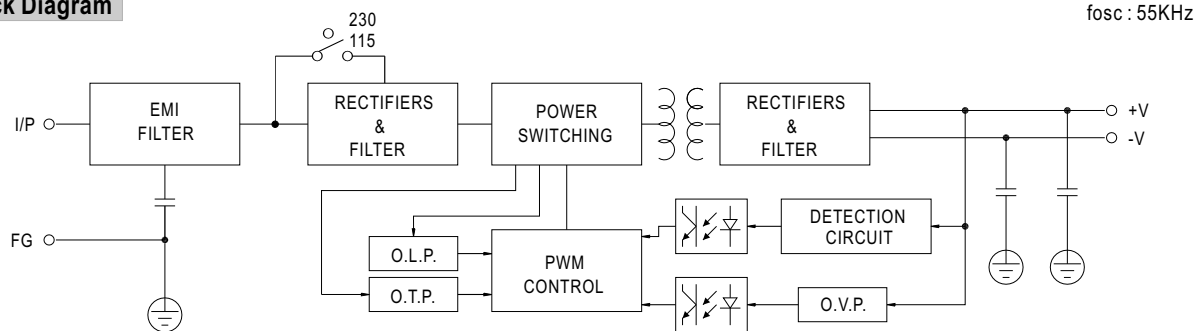 ck Diagram
fosc : 55KHz
230
115
I/P
EMI
FILTER
RECTIFIERS
&
FILTER
POWER
SWITCHING
RECTIFIERS
&
FILTER
+V
-V
FG
O.L.P.
O.T.P.
PWM
CONTROL
DETECTION
CIRCUIT
O.V.P.